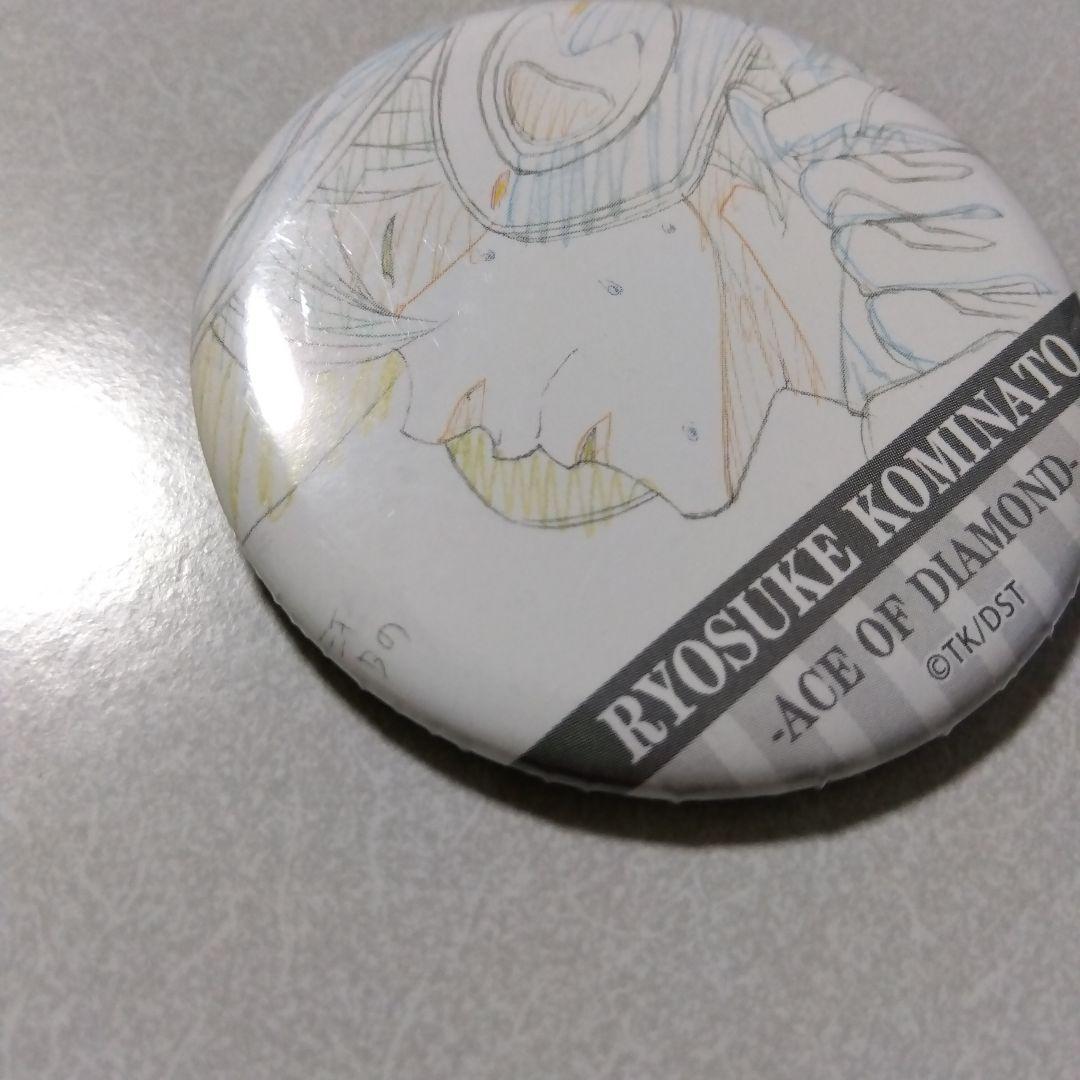 RYOSUKE KOMINATO
-ACE OF DIAMOND-
©TK/DST